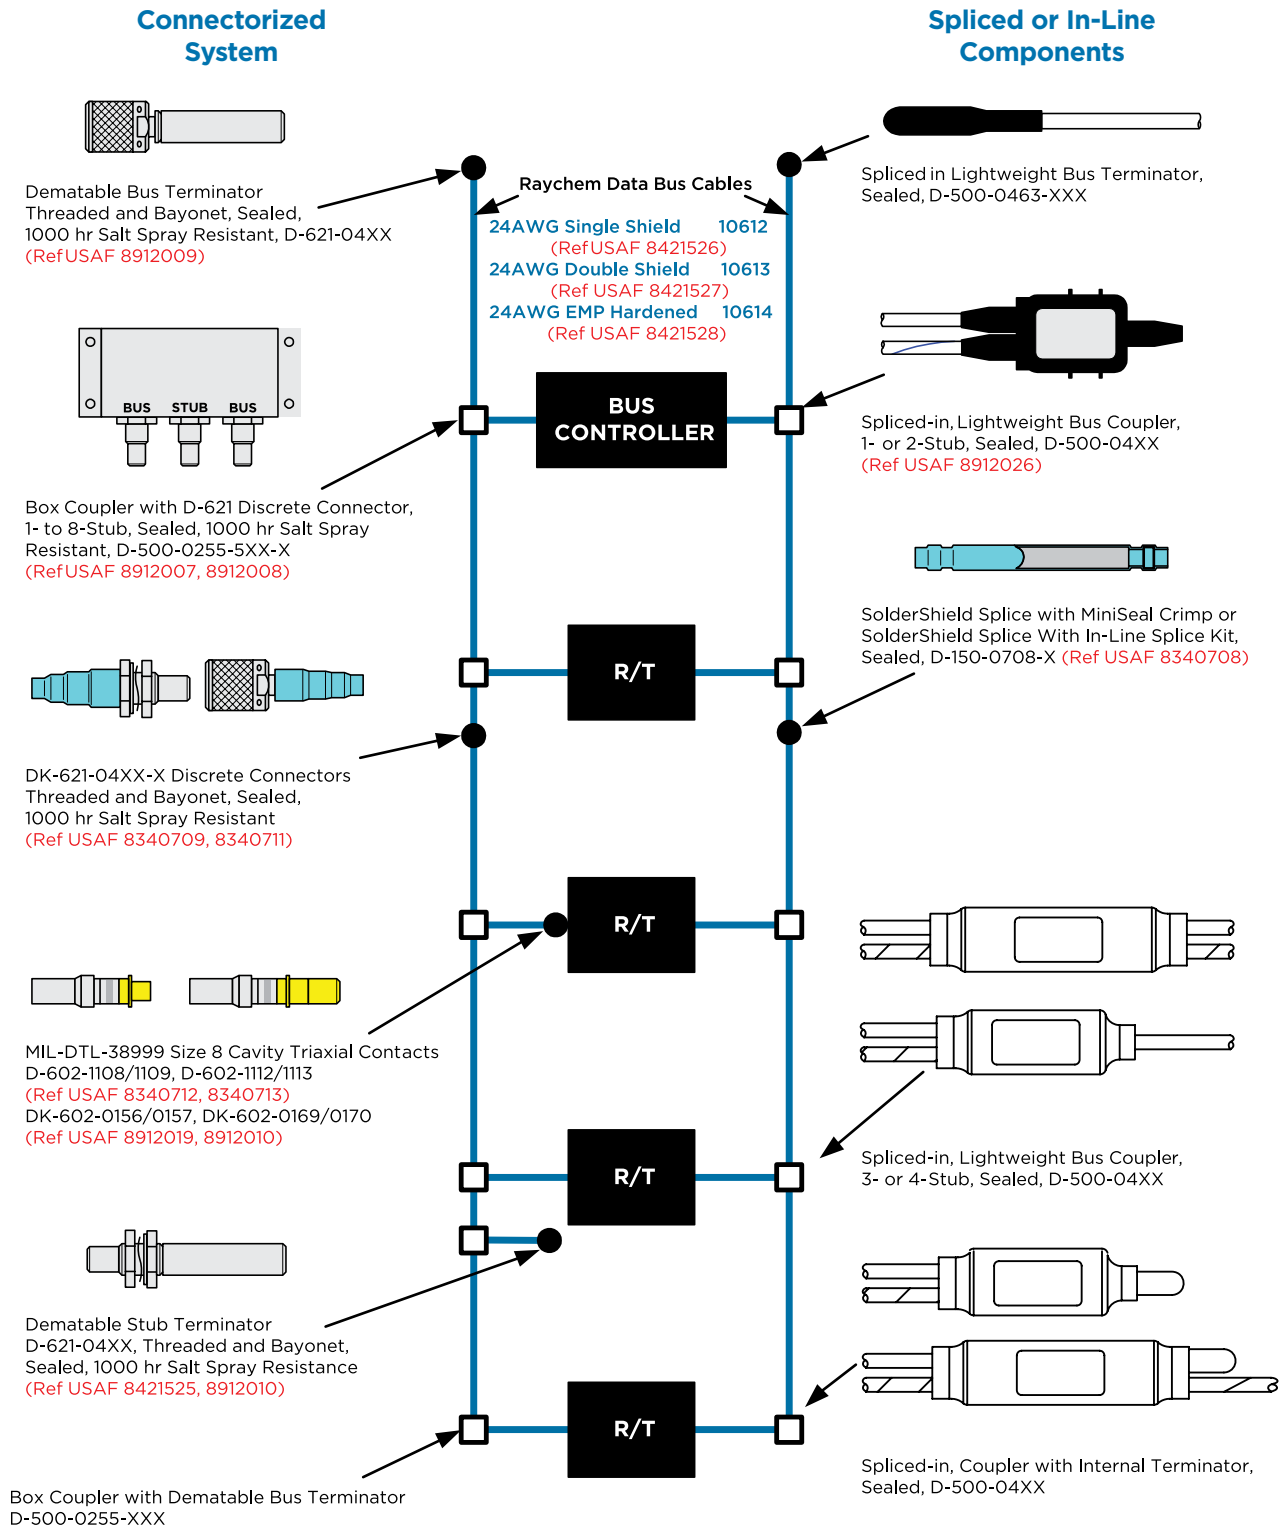 Connectorized
System
Dematable Bus Terminator
Threaded and Bayonet, Sealed,
1000 hr Salt Spray Resistant, D-621-04XX
(Ref USAF 8912009)
BUS STUB BUS
Box Coupler with D-621 Discrete Connector,
1- to 8-Stub, Sealed, 1000 hr Salt Spray
Resistant, D-500-0255-5XX-X
(Ref USAF 8912007, 8912008)
DK-621-04XX-X Discrete Connectors
Threaded and Bayonet, Sealed,
1000 hr Salt Spray Resistant
(Ref USAF 8340709, 8340711)
MIL-DTL-38999 Size 8 Cavity Triaxial Contacts
D-602-1108/1109, D-602-1112/1113
(Ref USAF 8340712, 8340713)
DK-602-0156/0157, DK-602-0169/0170
(Ref USAF 8912019, 8912010)
Dematable Stub Terminator
D-621-04XX, Threaded and Bayonet,
Sealed, 1000 hr Salt Spray Resistance
(Ref USAF 8421525, 8912010)
Box Coupler with Dematable Bus Terminator
D-500-0255-XXX
Raychem Data Bus Cables
24AWG Single Shield 10612
(Ref USAF 8421526)
24AWG Double Shield 10613
(Ref USAF 8421527)
24AWG EMP Hardened 10614
(Ref USAF 8421528)
BUS
CONTROLLER
R/T
R/T
R/T
R/T
Spliced or In-Line
Components
Spliced in Lightweight Bus Terminator,
Sealed, D-500-0463-XXX
Spliced-in, Lightweight Bus Coupler,
1- or 2-Stub, Sealed, D-500-04XX
(Ref USAF 8912026)
SolderShield Splice with MiniSeal Crimp or
SolderShield Splice With In-Line Splice Kit,
Sealed, D-150-0708-X (Ref USAF 8340708)
Spliced-in, Lightweight Bus Coupler,
3- or 4-Stub, Sealed, D-500-04XX
Spliced-in, Coupler with Internal Terminator,
Sealed, D-500-04XX